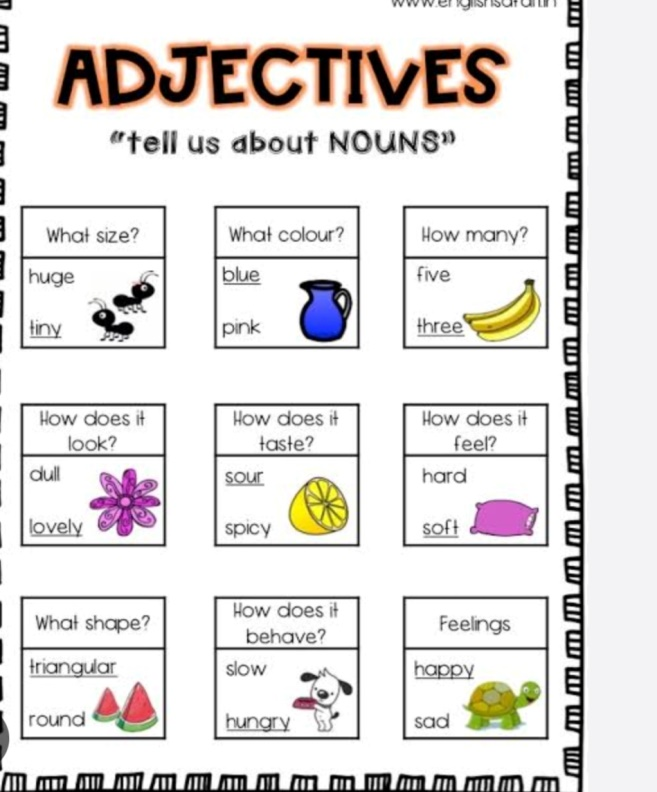 ADJECTIVES
"tell us about NOUNS"
What size?
huge
tiny
What colour?
blue
pink
How many?
five
three
How does it
look?
dull
lovely
How does it
taste?
sour
spicy
How does it
feel?
hard
soft
What shape?
triangular
round
How does it
behave?
slow
hungry
Feelings
happy
sad